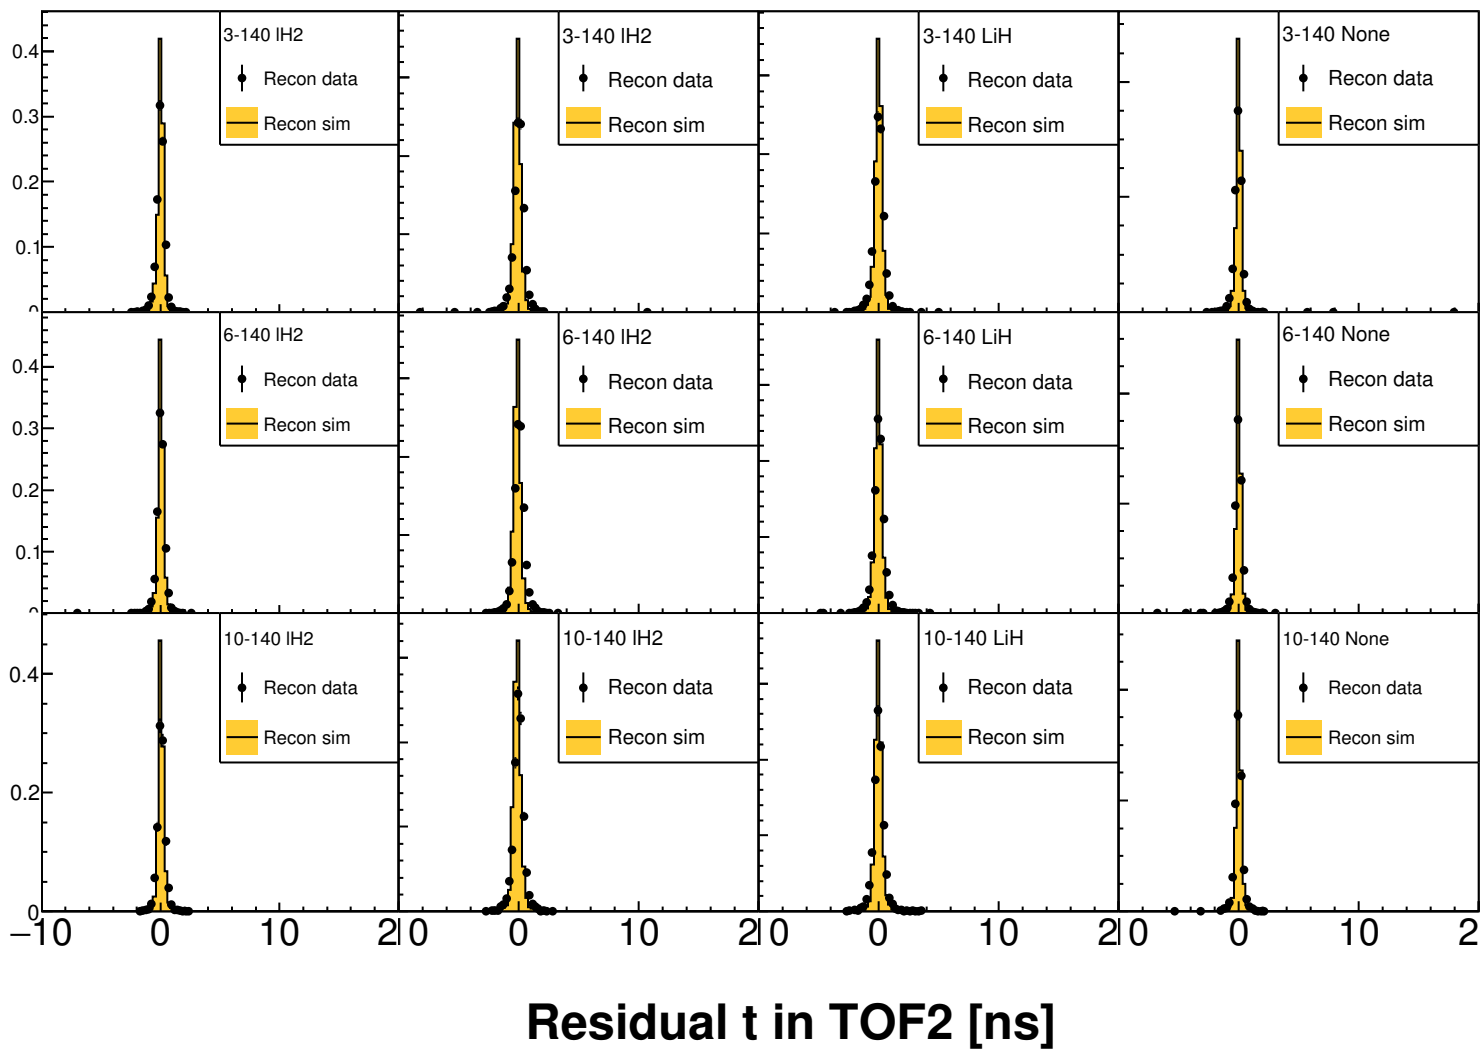 3-140 lH2
Recon data
Recon sim
3-140 lH2
Recon data
Recon sim
3-140 LiH
Recon data
Recon sim
3-140 None
Recon data
Recon sim
0.4
0.3
0.2
0.1
6-140 lH2
Recon data
Recon sim
6-140 lH2
Recon data
Recon sim
6-140 LiH
Recon data
Recon sim
6-140 None
Recon data
Recon sim
0.4
0.3
0.2
0.1
10-140 lH2
Recon data
Recon sim
10-140 lH2
Recon data
Recon sim
10-140 LiH
Recon data
Recon sim
10-140 None
Recon data
Recon sim
0.4
0.2
0
−10 0 10 20 0 10 20 0 10 20 0 10 2
Residual t in TOF2 [ns]